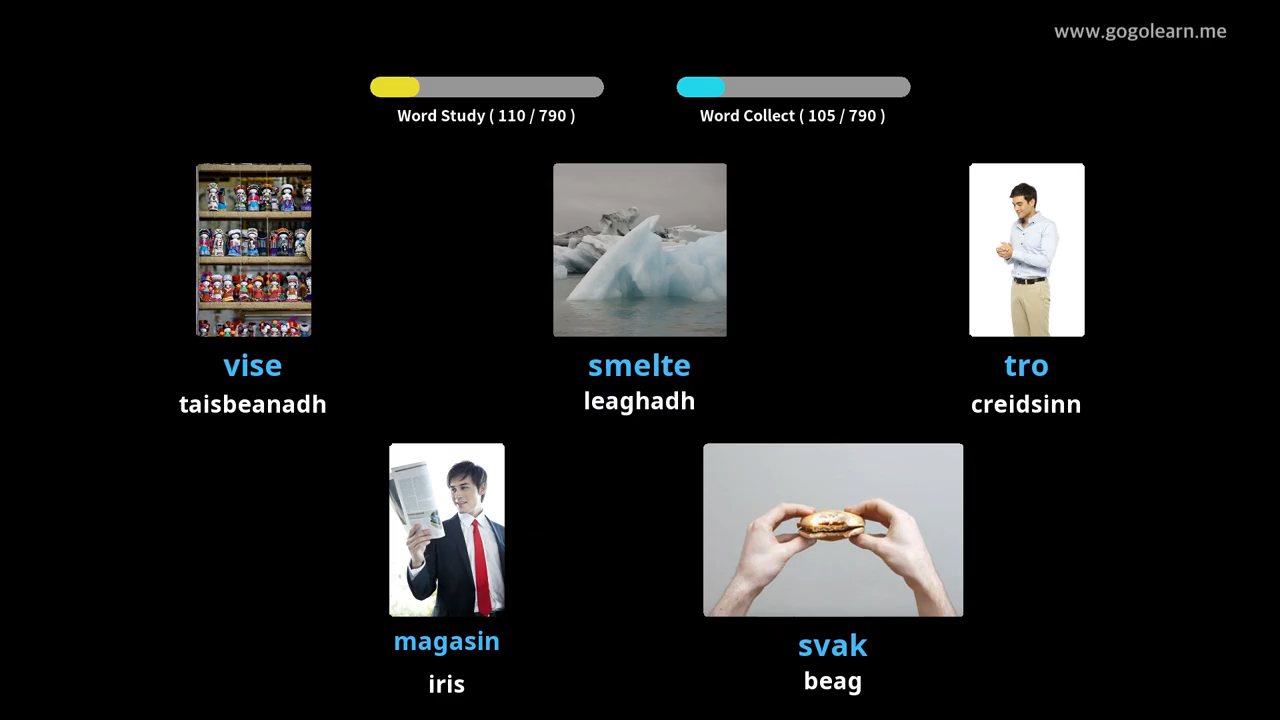 www.gogolearn.me
Word Study ( 110 / 790 )
Word Collect ( 105 / 790 )
vise
taisbeanadh
smelte
leaghadh
tro
creidsinn
magasin
iris
svak
beag